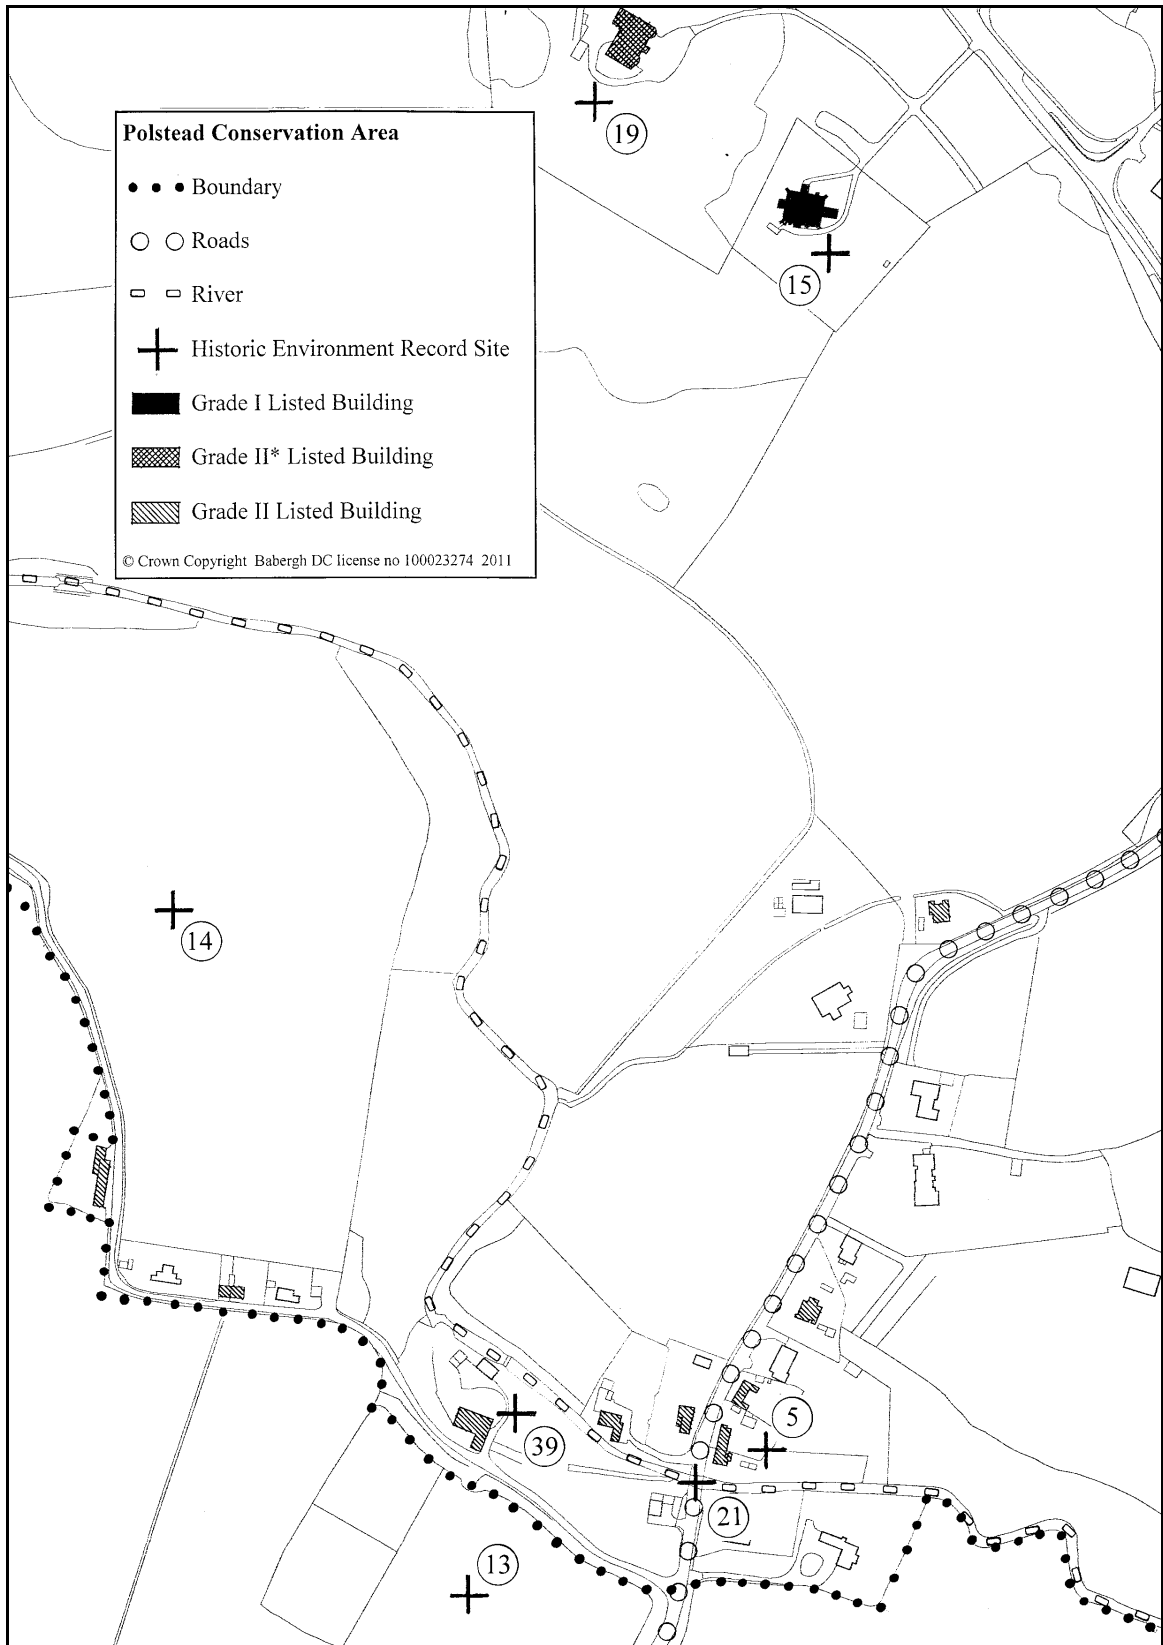 Polstead Conservation Area
Boundary
Roads
River
Historic Environment Record Site
Grade I Listed Building
Grade II* Listed Building
Grade II Listed Building
© Crown Copyright Babergh DC license no 100023274 2011
19
15
14
5
39
21
13